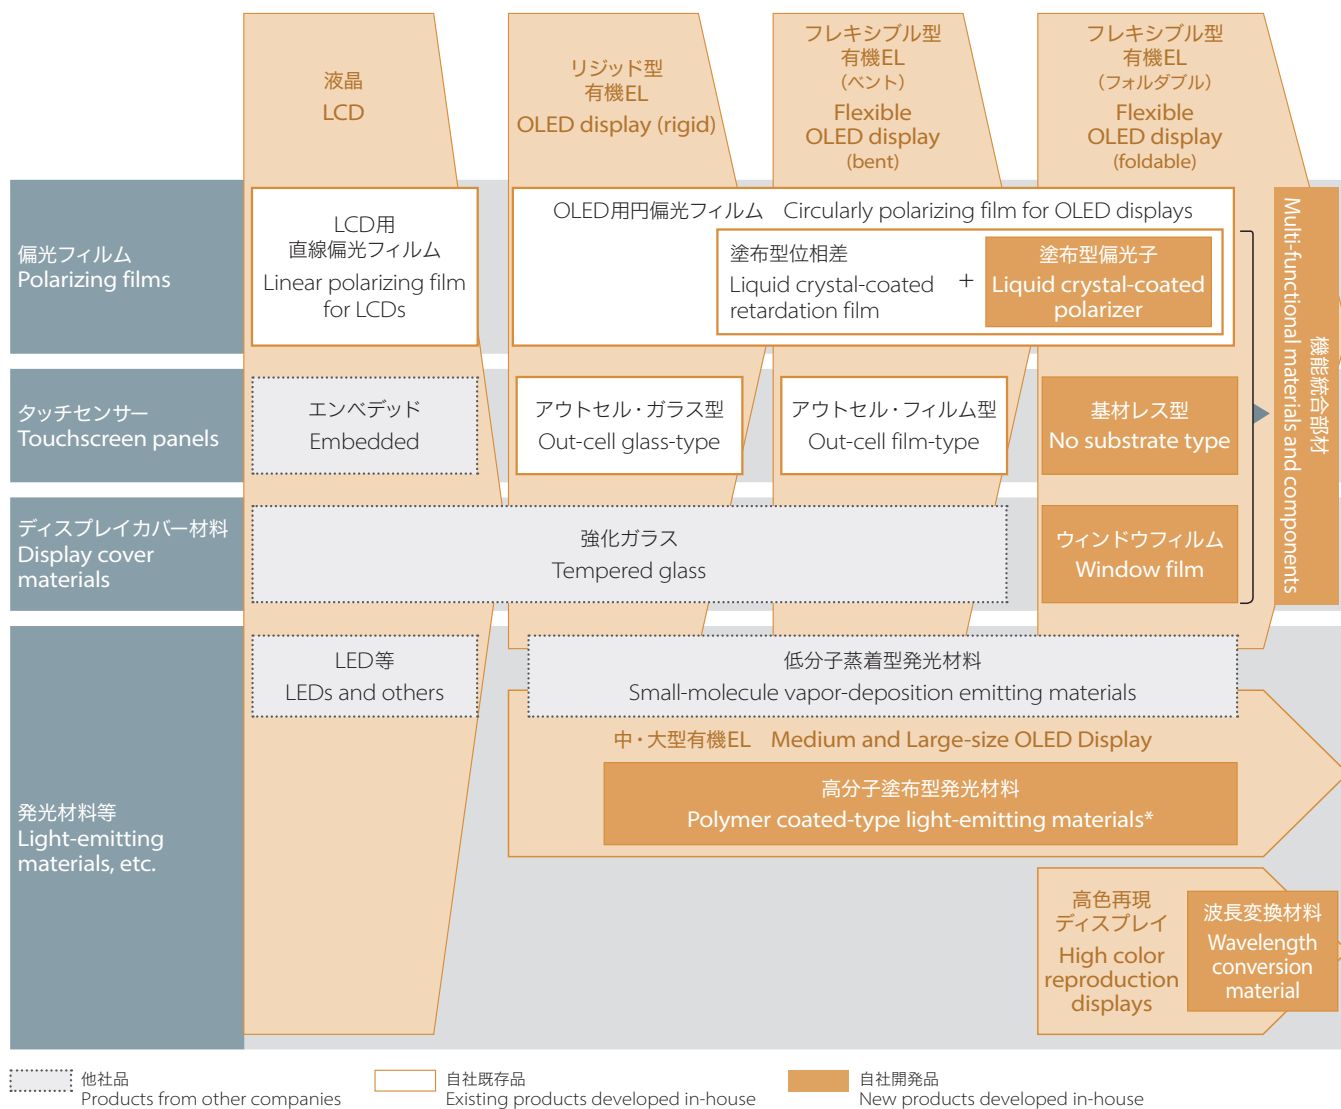 液晶
LCD
リジッド型
有機EL
OLED display (rigid)
フレキシブル型
有機EL
(ベント)
Flexible
OLED display
(bent)
フレキシブル型
有機EL
(フォルダブル)
Flexible
OLED display
(foldable)
偏光フィルム
Polarizing films
LCD用
直線偏光フィルム
Linear polarizing film
for LCDs
OLED用円偏光フィルム Circularly polarizing film for OLED displays
塗布型位相差
Liquid crystal-coated
retardation film
+
塗布型偏光子
Liquid crystal-coated
polarizer
機能統合部材
Multi-functional materials and components
タッチセンサー
Touchscreen panels
エンベデッド
Embedded
アウトセル・ガラス型
Out-cell glass-type
アウトセル・フィルム型
Out-cell film-type
基材レス型
No substrate type
ディスプレイカバー材料
Display cover
materials
強化ガラス
Tempered glass
ウィンドウフィルム
Window film
発光材料等
Light-emitting
materials, etc.
LED等
LEDs and others
低分子蒸着型発光材料
Small-molecule vapor-deposition emitting materials
中・大型有機EL Medium and Large-size OLED Display
高分子塗布型発光材料
Polymer coated-type light-emitting materials*
高色再現
ディスプレイ
High color
reproduction
displays
波長変換材料
Wavelength
conversion
material
他社品
Products from other companies
自社既存品
Existing products developed in-house
自社開発品
New products developed in-house